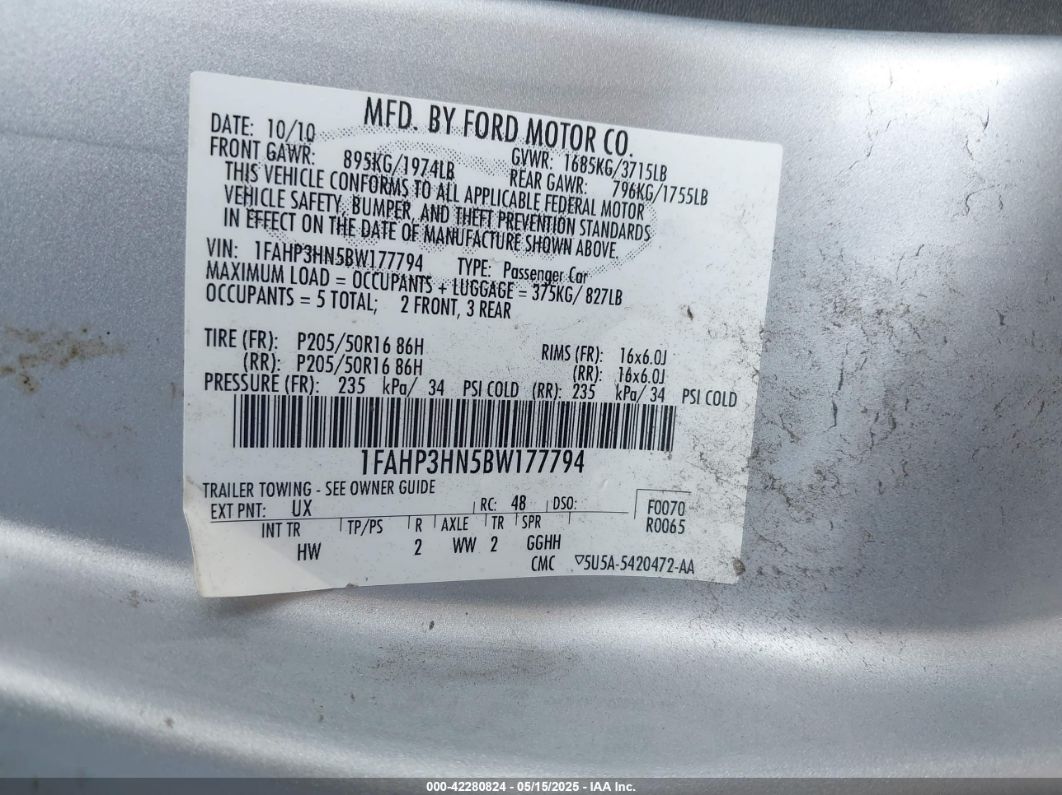 MFD. BY FORD MOTOR CO.
DATE: 10/10 GVWR: 1685KG/3715LB
FRONT GAWR: 895KG/1974LB REAR GAWR: 796KG/1755LB
THIS VEHICLE CONFORMS TO ALL APPLICABLE FEDERAL MOTOR
VEHICLE SAFETY, BUMPER, AND THEFT PREVENTION STANDARDS
IN EFFECT ON THE DATE OF MANUFACTURE SHOWN ABOVE.
VIN: 1FAHP3HN5BW177794 TYPE: Passenger Car
MAXIMUM LOAD = OCCUPANTS + LUGGAGE = 375KG/ 827LB
OCCUPANTS = 5 TOTAL; 2 FRONT, 3 REAR
TIRE (FR): P205/50R16 86H RIMS (FR): 16x6.0J
(RR): P205/50R16 86H (RR): 16x6.0J
PRESSURE (FR): 235 kPa/ 34 PSI COLD (RR): 235 kPa/ 34 PSI COLD
1FAHP3HN5BW177794
TRAILER TOWING - SEE OWNER GUIDE
EXT PNT: UX RC: 48 DSO: F0070
INT TR TP/PS R AXLE TR SPR R0065
HW 2 WW 2 GGHH
CMC ▽5U5A-5420472-AA
000-42280824 - 05/15/2025 - IAA Inc.